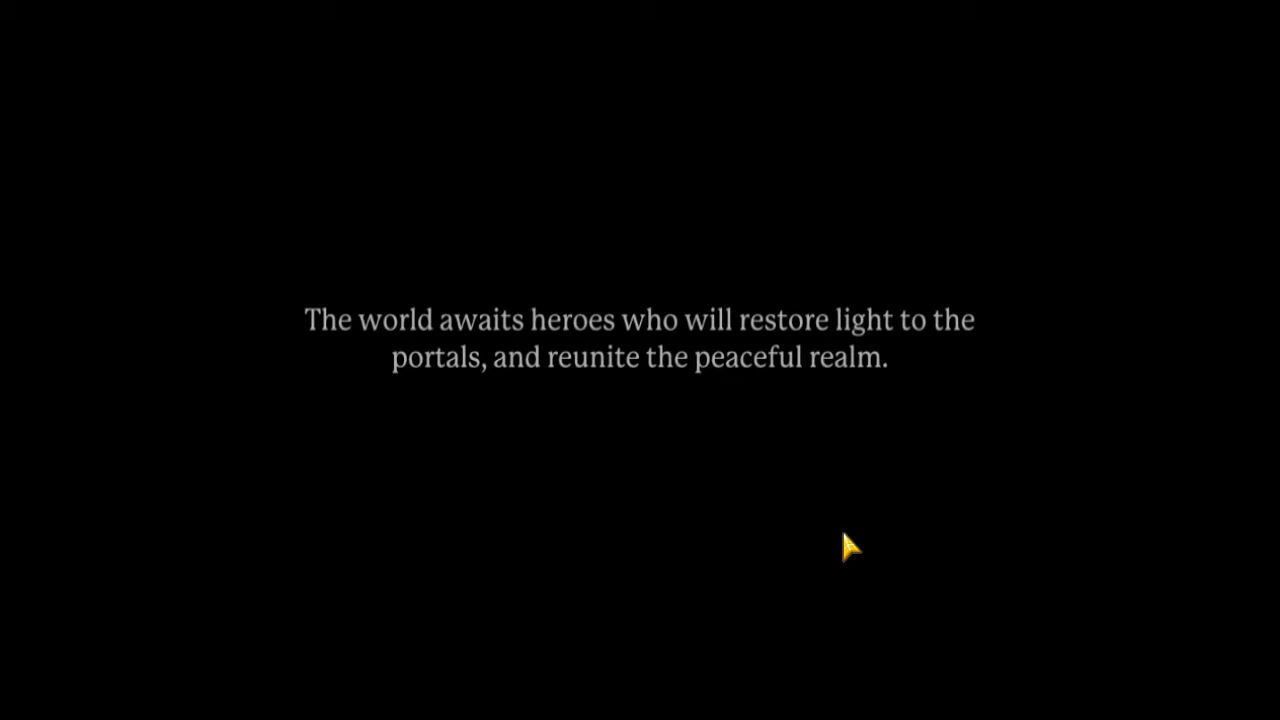 The world awaits heroes who will restore light to the
portals, and reunite the peaceful realm.